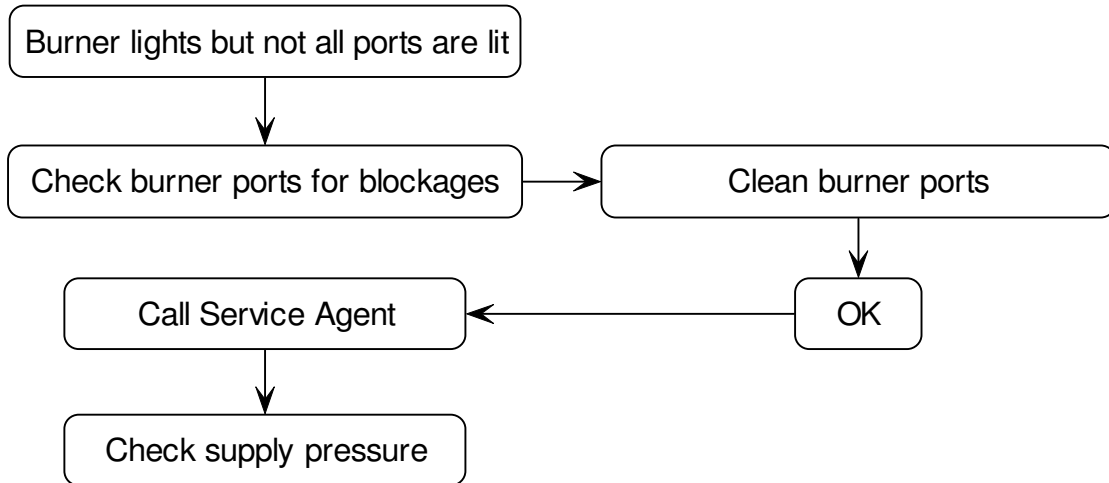 Burner lights but not all ports are lit
Check burner ports for blockages
Clean burner ports
Call Service Agent
OK
Check supply pressure